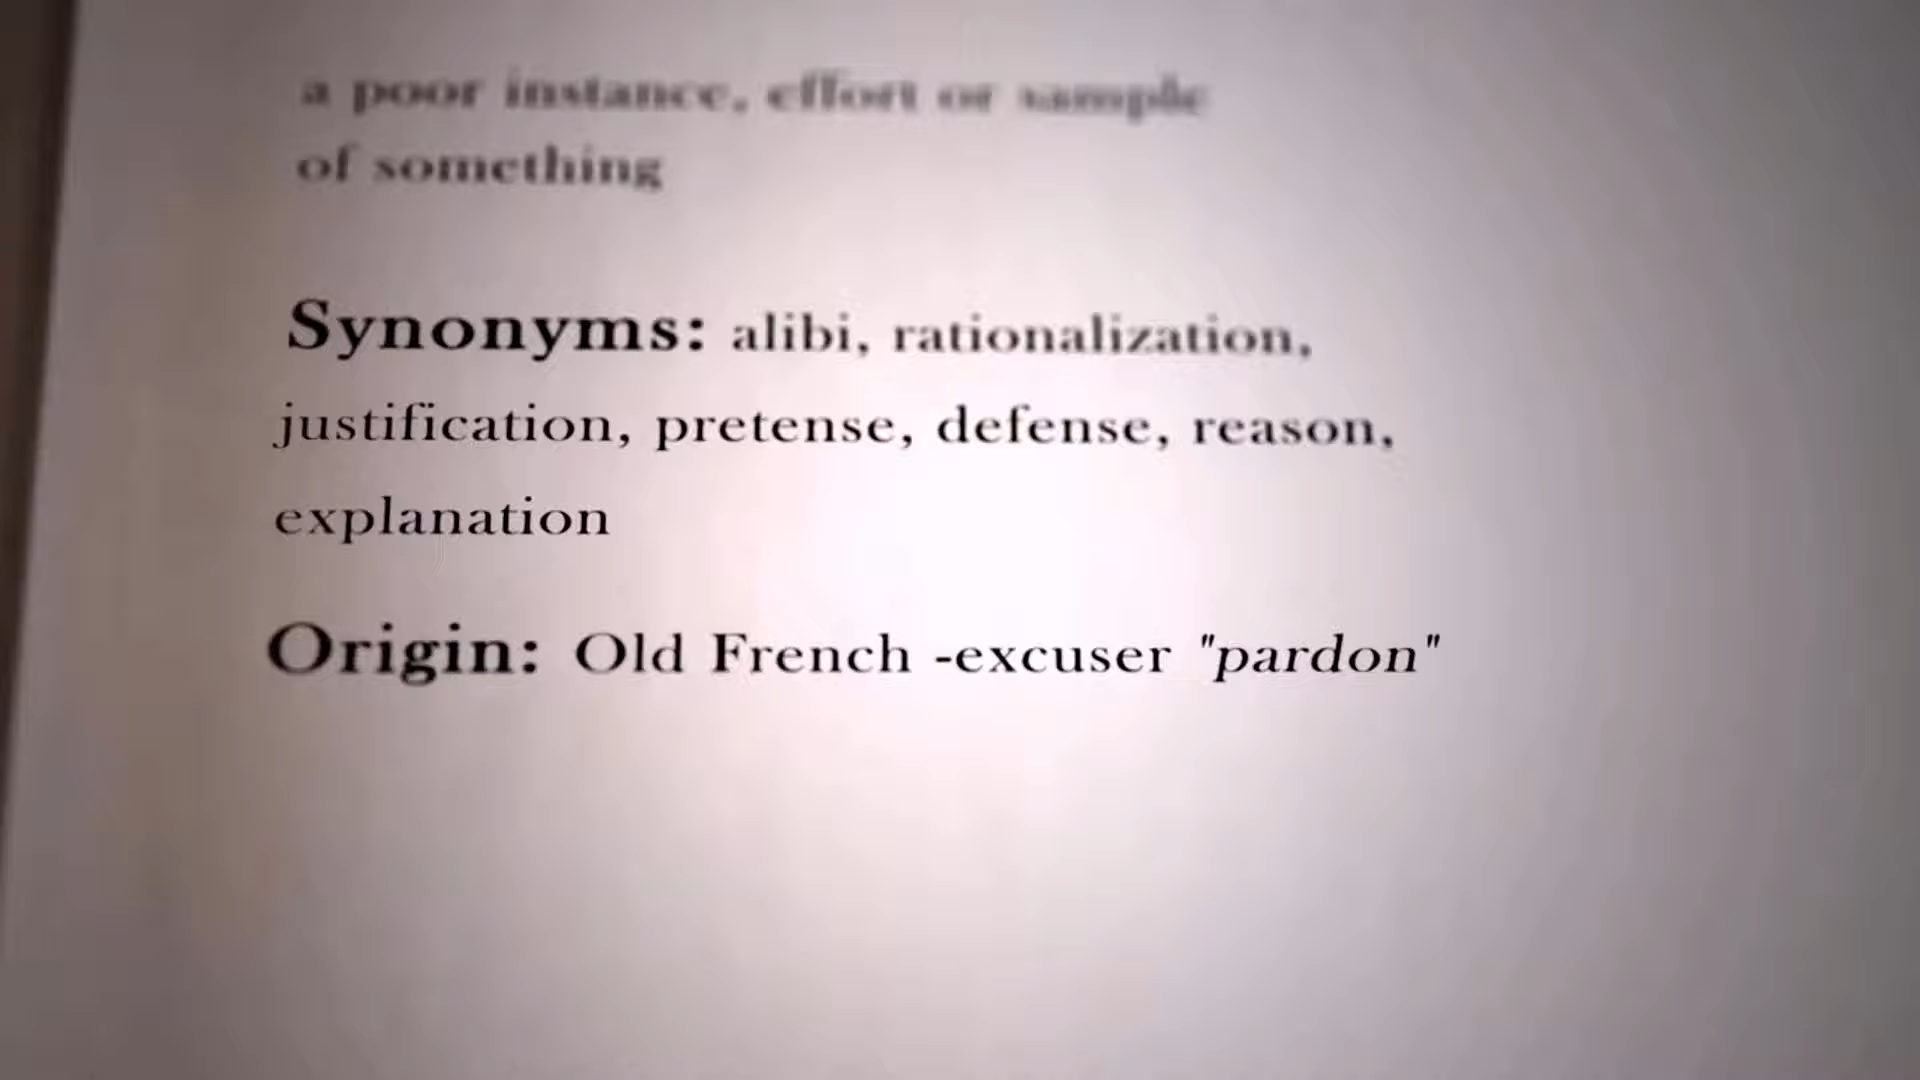 a poor instance, effort or sample
of something
Synonyms: alibi, rationalization,
justification, pretense, defense, reason,
explanation
Origin: Old French -excuser "pardon"